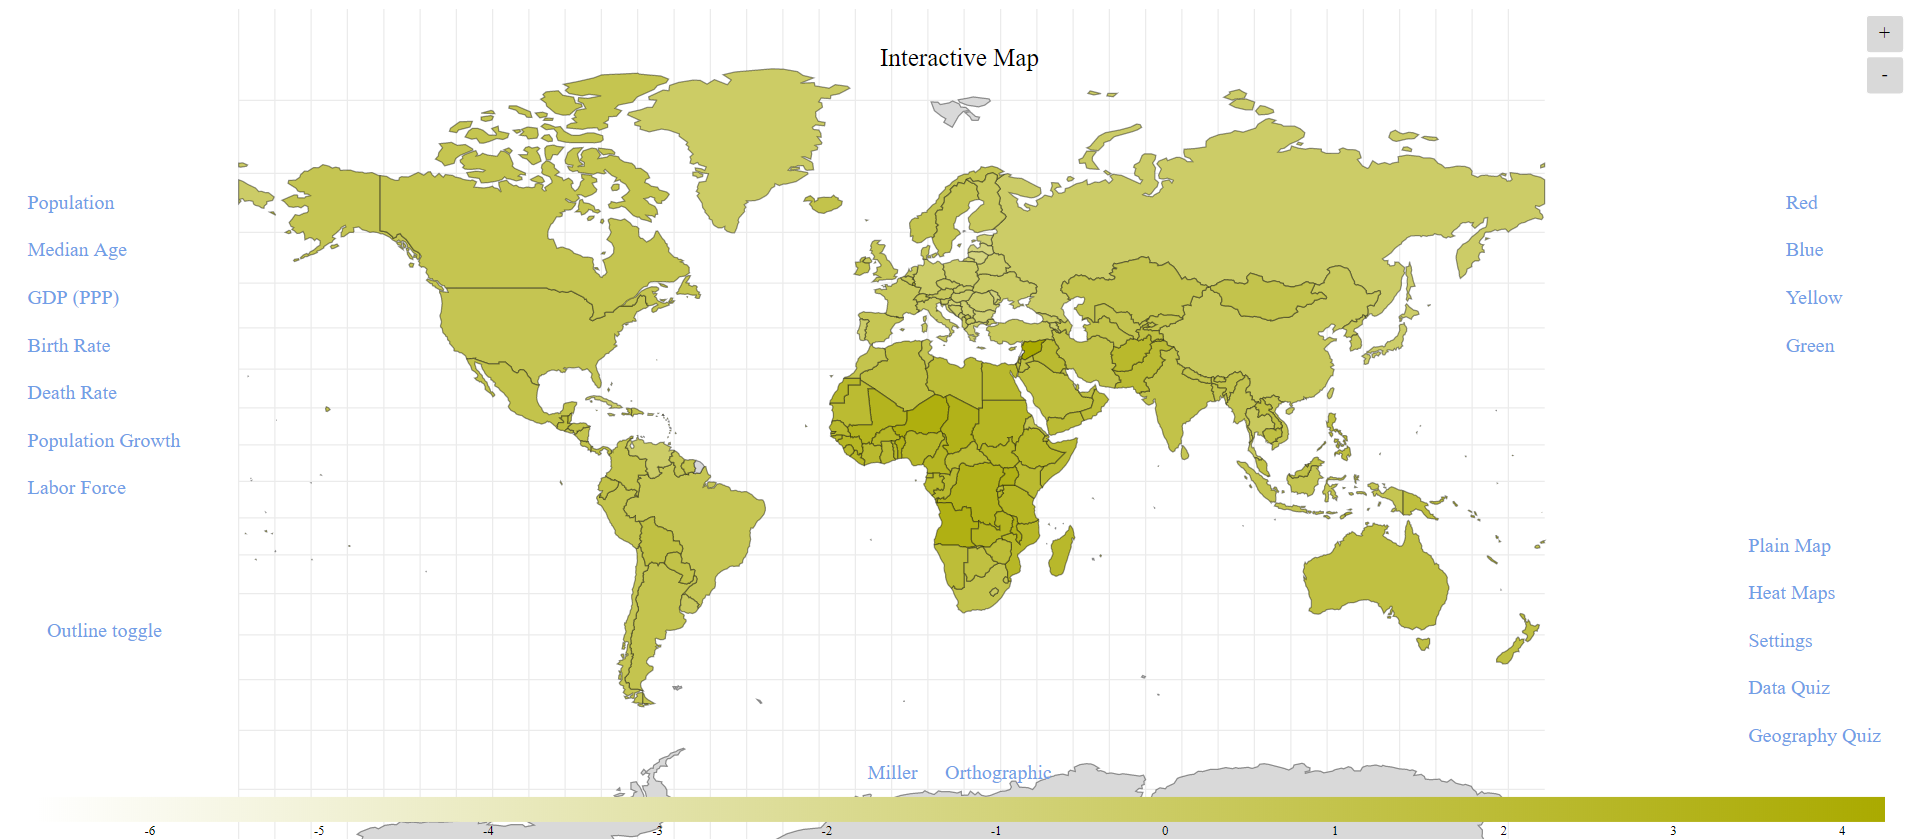 Interactive Map
+
-
Population
Median Age
GDP (PPP)
Birth Rate
Death Rate
Population Growth
Labor Force
Outline toggle
Red
Blue
Yellow
Green
Plain Map
Heat Maps
Settings
Data Quiz
Geography Quiz
Miller Orthographic
-6 -5 -4 -3 -2 -1 0 1 2 3 4